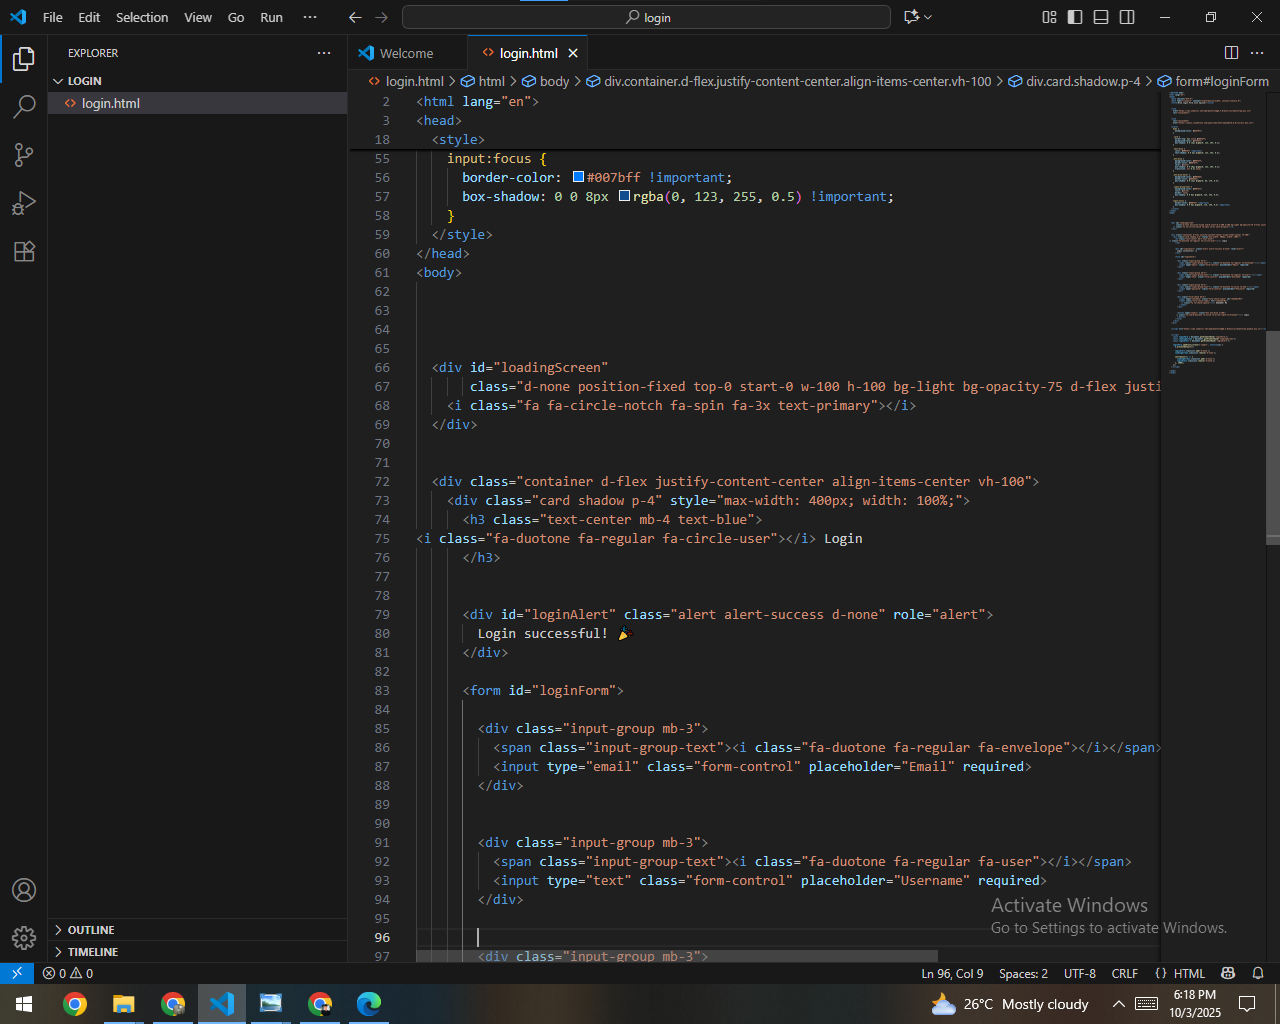 File Edit Selection View Go Run ··· login
EXPLORER ···
LOGIN
login.html
OUTLINE
TIMELINE
Welcome login.html ···
login.html > html > body > div.container.d-flex.justify-content-center.align-items-center.vh-100 > div.card.shadow.p-4 > form#loginForm
2 <html lang="en">
3 <head>
18 <style>
55 input:focus {
56 border-color: #007bff !important;
57 box-shadow: 0 0 8px rgba(0, 123, 255, 0.5) !important;
58 }
59 </style>
60 </head>
61 <body>
62
63
64
65
66 <div id="loadingScreen"
67 class="d-none position-fixed top-0 start-0 w-100 h-100 bg-light bg-opacity-75 d-flex justi
68 <i class="fa fa-circle-notch fa-spin fa-3x text-primary"></i>
69 </div>
70
71
72 <div class="container d-flex justify-content-center align-items-center vh-100">
73 <div class="card shadow p-4" style="max-width: 400px; width: 100%;">
74 <h3 class="text-center mb-4 text-blue">
75 <i class="fa-duotone fa-regular fa-circle-user"></i> Login
76 </h3>
77
78
79 <div id="loginAlert" class="alert alert-success d-none" role="alert">
80 Login successful! 🎉
81 </div>
82
83 <form id="loginForm">
84
85 <div class="input-group mb-3">
86 <span class="input-group-text"><i class="fa-duotone fa-regular fa-envelope"></i></span>
87 <input type="email" class="form-control" placeholder="Email" required>
88 </div>
89
90
91 <div class="input-group mb-3">
92 <span class="input-group-text"><i class="fa-duotone fa-regular fa-user"></i></span>
93 <input type="text" class="form-control" placeholder="Username" required>
94 </div>
95
96
97 <div class="input-group mb-3">
Activate Windows
Go to Settings to activate Windows.
0 0 Ln 96, Col 9 Spaces: 2 UTF-8 CRLF {} HTML
26°C Mostly cloudy 6:18 PM
10/3/2025